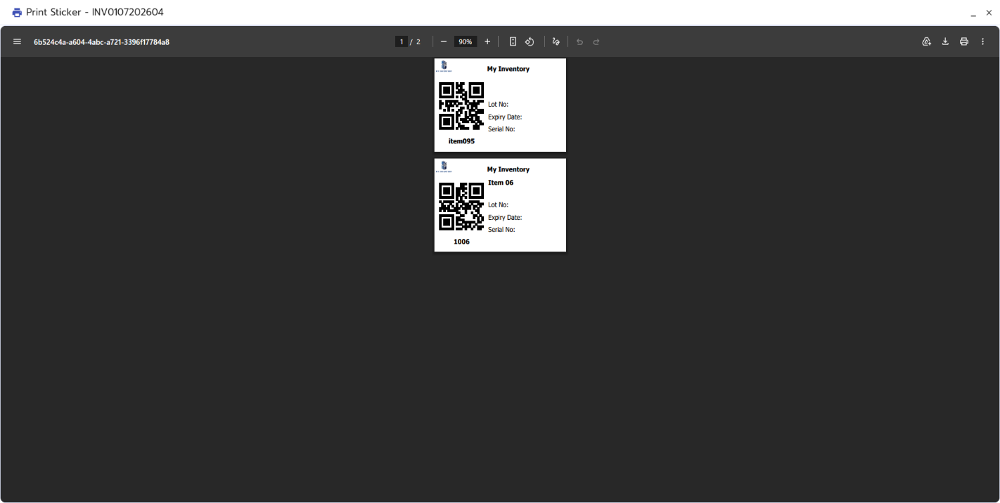 Print Sticker - INV0107202604
6b524c4a-a604-4abc-a721-3396f17784a8
1 / 2
90%
My Inventory
Lot No:
Expiry Date:
Serial No:
item095
My Inventory
Item 06
Lot No:
Expiry Date:
Serial No:
1006